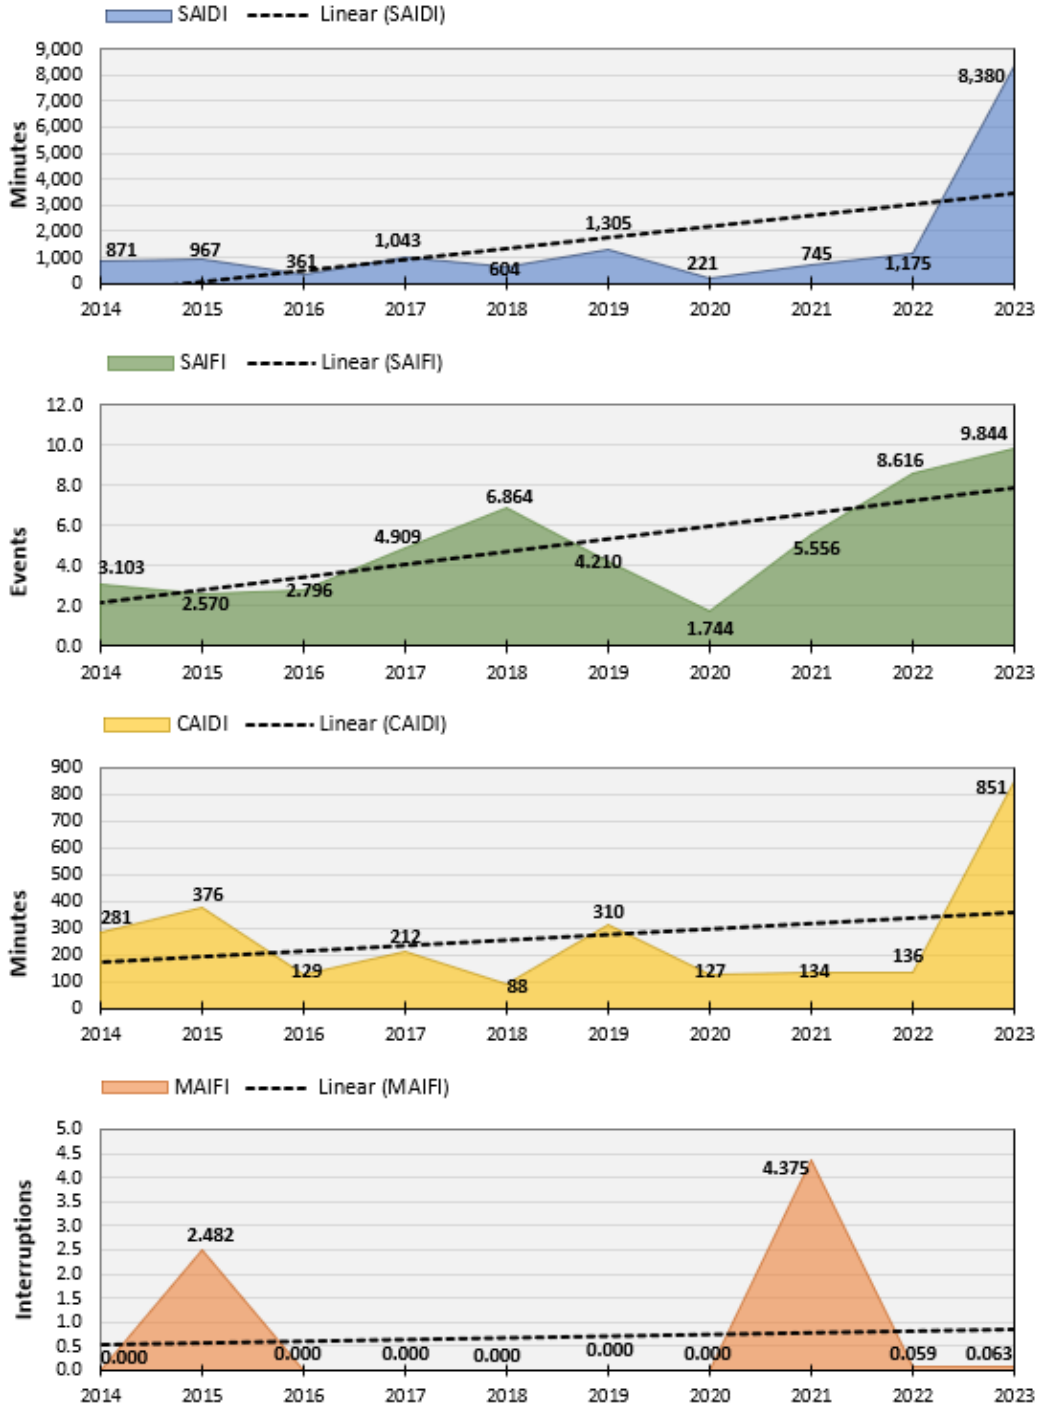 SAIDI Linear (SAIDI)
9,000
8,000
7,000
6,000
5,000
4,000
3,000
2,000
1,000
0
Minutes
871 967 361 1,043 604 1,305 221 745 1,175 8,380
2014 2015 2016 2017 2018 2019 2020 2021 2022 2023
SAIFI Linear (SAIFI)
12.0
10.0
8.0
6.0
4.0
2.0
0.0
Events
3.103 2.570 2.796 4.909 6.864 4.210 1.744 5.556 8.616 9.844
2014 2015 2016 2017 2018 2019 2020 2021 2022 2023
CAIDI Linear (CAIDI)
900
800
700
600
500
400
300
200
100
0
Minutes
281 376 129 212 88 310 127 134 136 851
2014 2015 2016 2017 2018 2019 2020 2021 2022 2023
MAIFI Linear (MAIFI)
5.0
4.5
4.0
3.5
3.0
2.5
2.0
1.5
1.0
0.5
0.0
Interruptions
0.000 2.482 0.000 0.000 0.000 0.000 0.000 4.375 0.059 0.063
2014 2015 2016 2017 2018 2019 2020 2021 2022 2023